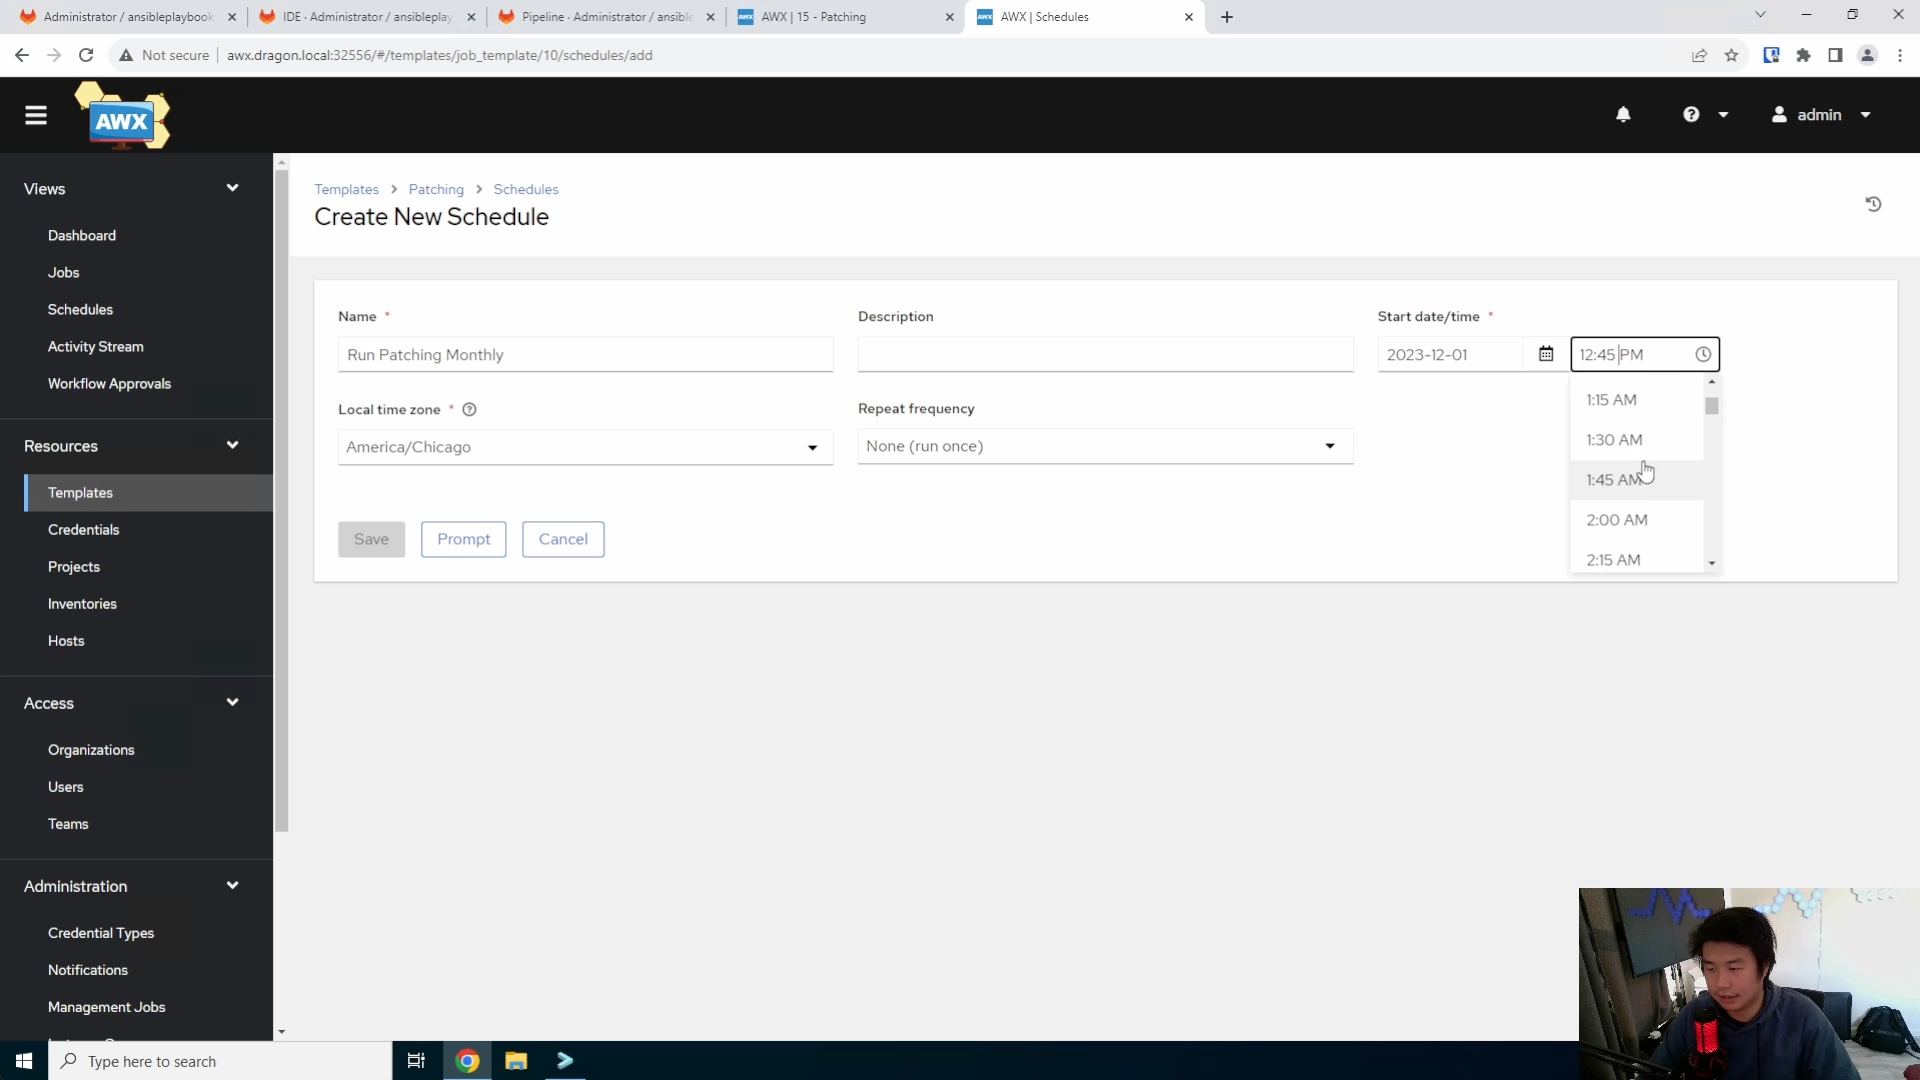 Administrator / ansibleplaybook
IDE · Administrator / ansibleplay
Pipeline · Administrator / ansible
AWX | 15 - Patching
AWX | Schedules
Not secure
awx.dragon.local:32556/#/templates/job_template/10/schedules/add
AWX
admin
Views
Dashboard
Jobs
Schedules
Activity Stream
Workflow Approvals
Resources
Templates
Credentials
Projects
Inventories
Hosts
Access
Organizations
Users
Teams
Administration
Credential Types
Notifications
Management Jobs
Templates > Patching > Schedules
Create New Schedule
Name *
Description
Start date/time *
Run Patching Monthly
2023-12-01
12:45 PM
Local time zone *
Repeat frequency
America/Chicago
None (run once)
1:15 AM
1:30 AM
1:45 AM
2:00 AM
2:15 AM
Save
Prompt
Cancel
Type here to search